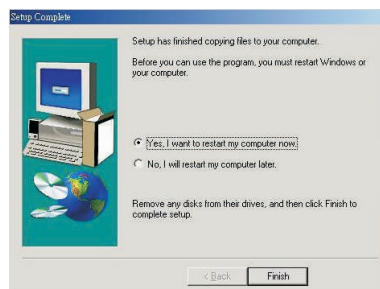 Setup Complete
Setup has finished copying files to your computer.
Before you can use the program, you must restart Windows or
your computer.
Yes, I want to restart my computer now.
No, I will restart my computer later.
Remove any disks from their drives, and then click Finish to
complete setup.
< Back
Finish